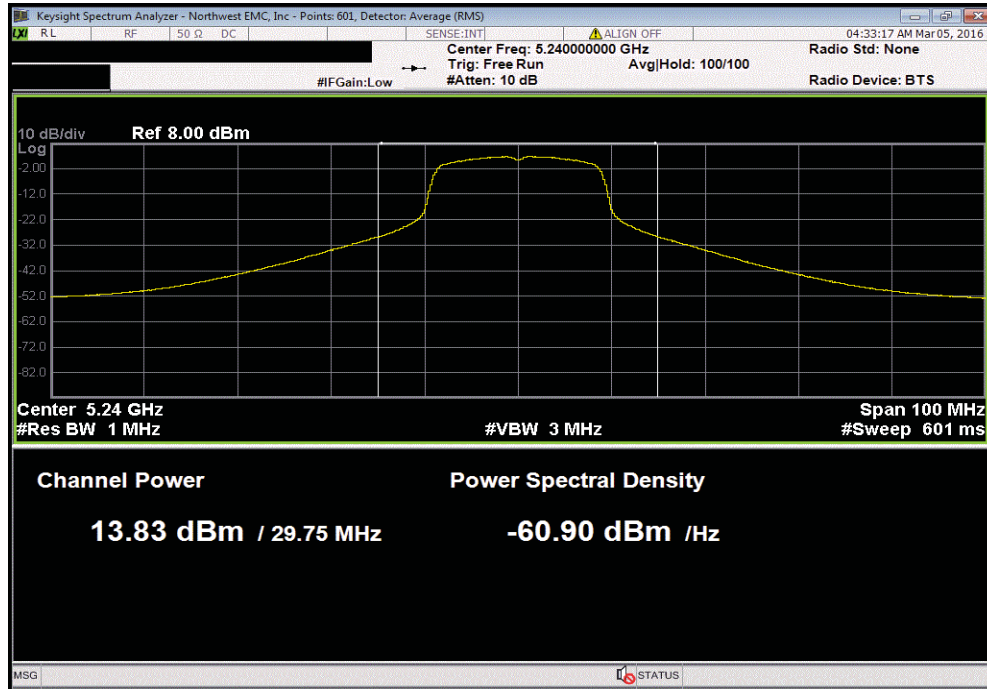 Keysight Spectrum Analyzer - Northwest EMC, Inc - Points: 601, Detector: Average (RMS)
LXI RL RF 50 Ω DC SENSE:INT ALIGN OFF 04:33:17 AM Mar 05, 2016
Center Freq: 5.240000000 GHz Radio Std: None
Trig: Free Run Avg|Hold: 100/100
#IFGain:Low #Atten: 10 dB Radio Device: BTS
10 dB/div Ref 8.00 dBm
Log
-2.00
-12.0
-22.0
-32.0
-42.0
-52.0
-62.0
-72.0
-82.0
Center 5.24 GHz Span 100 MHz
#Res BW 1 MHz #VBW 3 MHz #Sweep 601 ms
Channel Power Power Spectral Density
13.83 dBm / 29.75 MHz -60.90 dBm /Hz
MSG STATUS